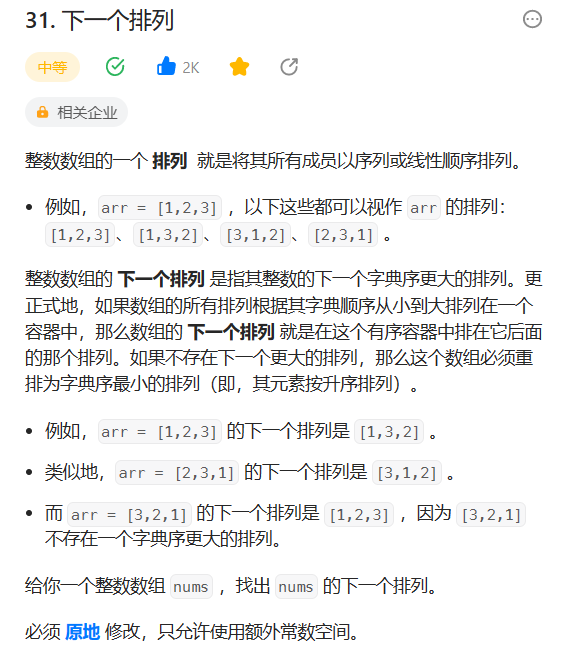 31. 下一个排列
中等
2K
相关企业
整数数组的一个 排列 就是将其所有成员以序列或线性顺序排列。
• 例如，arr = [1,2,3] ，以下这些都可以视作 arr 的排列：
[1,2,3]、[1,3,2]、[3,1,2]、[2,3,1] 。
整数数组的 下一个排列 是指其整数的下一个字典序更大的排列。更
正式地，如果数组的所有排列根据其字典顺序从小到大排列在一个
容器中，那么数组的 下一个排列 就是在这个有序容器中排在它后面
的那个排列。如果不存在下一个更大的排列，那么这个数组必须重
排为字典序最小的排列（即，其元素按升序排列）。
• 例如，arr = [1,2,3] 的下一个排列是 [1,3,2] 。
• 类似地，arr = [2,3,1] 的下一个排列是 [3,1,2] 。
• 而 arr = [3,2,1] 的下一个排列是 [1,2,3] ，因为 [3,2,1]
不存在一个字典序更大的排列。
给你一个整数数组 nums ，找出 nums 的下一个排列。
必须 原地 修改，只允许使用额外常数空间。